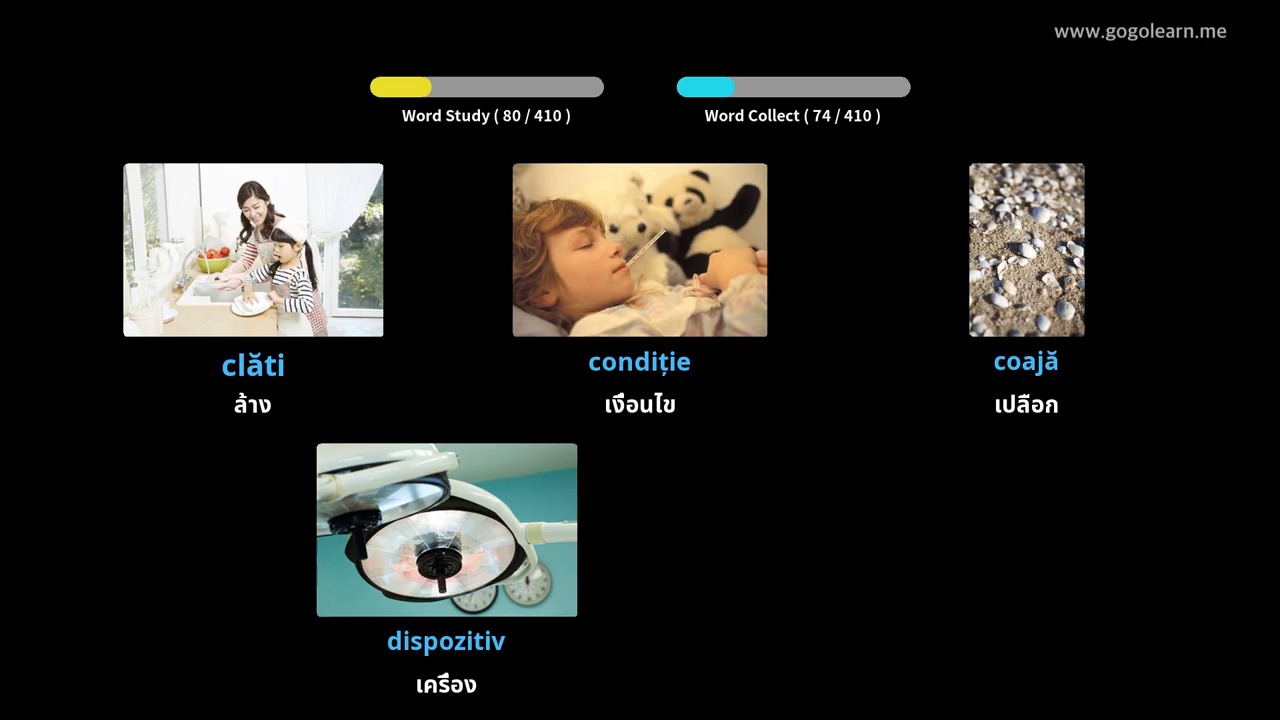 www.gogolearn.me
Word Study ( 80 / 410 )
Word Collect ( 74 / 410 )
clăti
condiție
coajă
ล้าง
เงื่อนไข
เปลือก
dispozitiv
เครื่อง